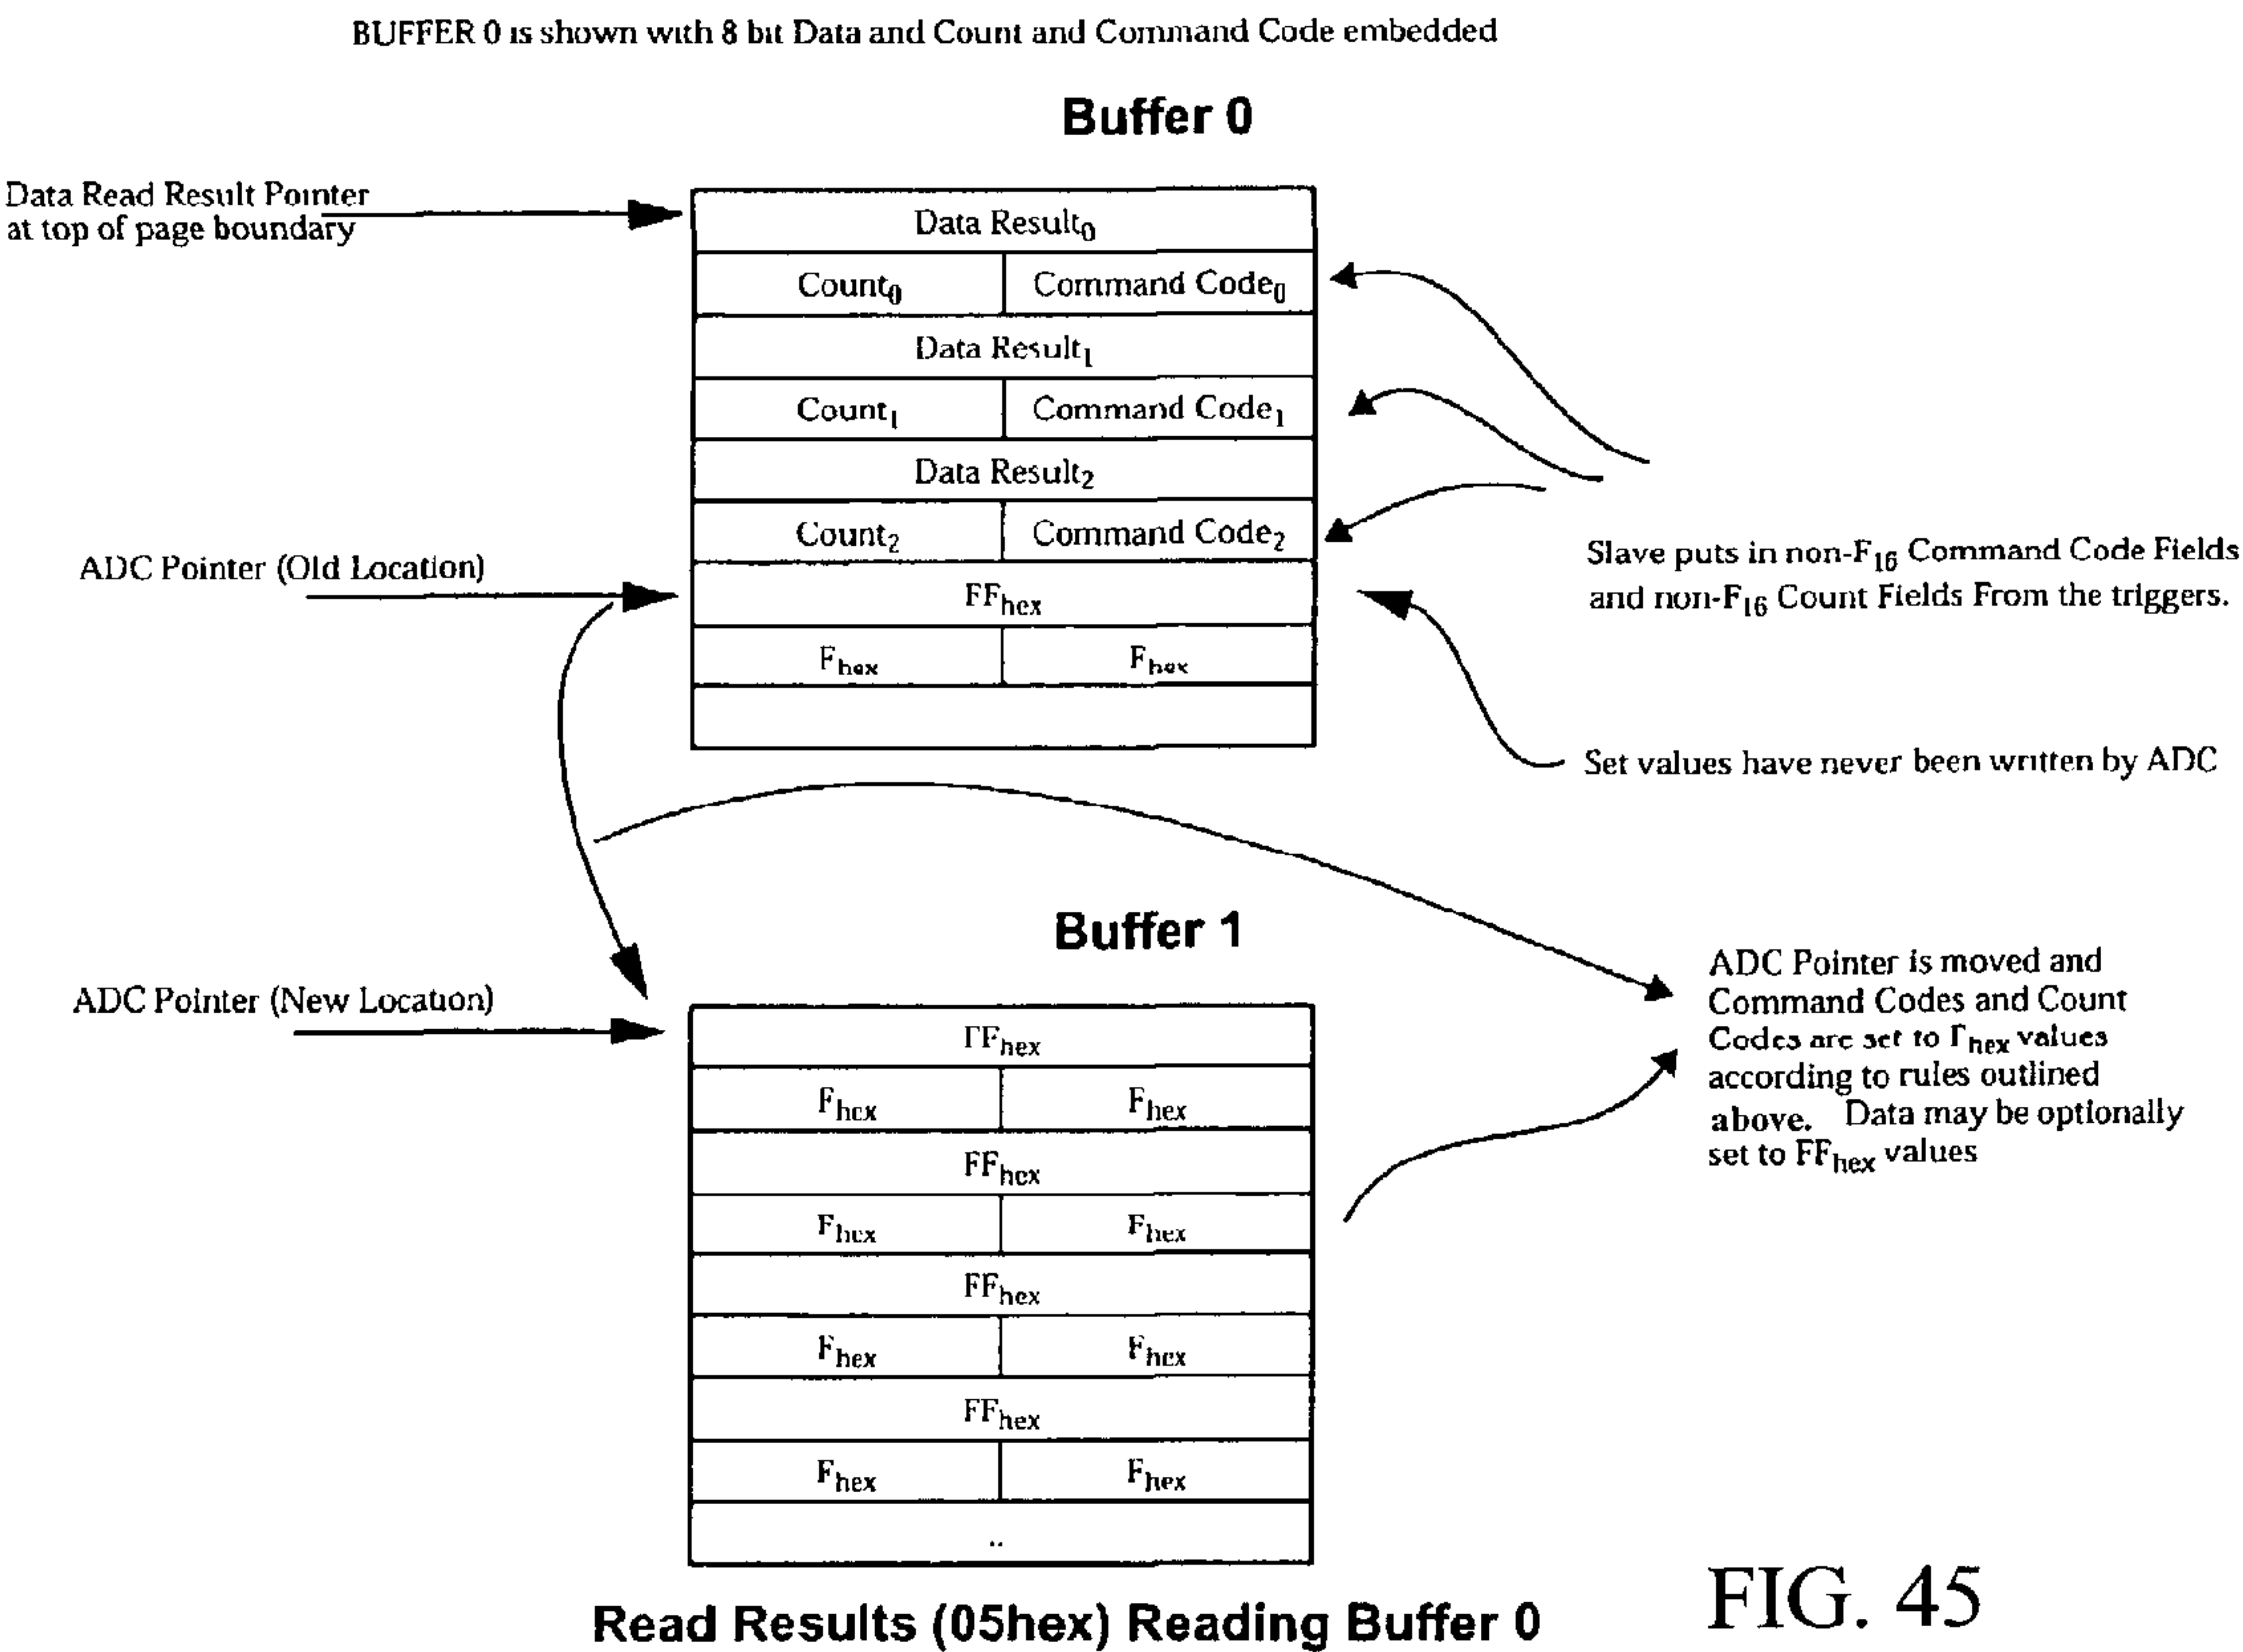 BUFFER 0 is shown with 8 bit Data and Count and Command Code embedded
Buffer 0
Data Read Result Pointer
at top of page boundary
Data Result0
Count0 Command Code0
Data Result1
Count1 Command Code1
Data Result2
Count2 Command Code2
ADC Pointer (Old Location)
FFhex
Fhex Fhex
Slave puts in non-F16 Command Code Fields
and non-F16 Count Fields From the triggers.
Set values have never been written by ADC
Buffer 1
ADC Pointer (New Location)
FFhex
Fhex Fhex
FFhex
Fhex Fhex
FFhex
Fhex Fhex
FFhex
Fhex Fhex
..
ADC Pointer is moved and
Command Codes and Count
Codes are set to Fhex values
according to rules outlined
above. Data may be optionally
set to FFhex values
Read Results (05hex) Reading Buffer 0
FIG. 45